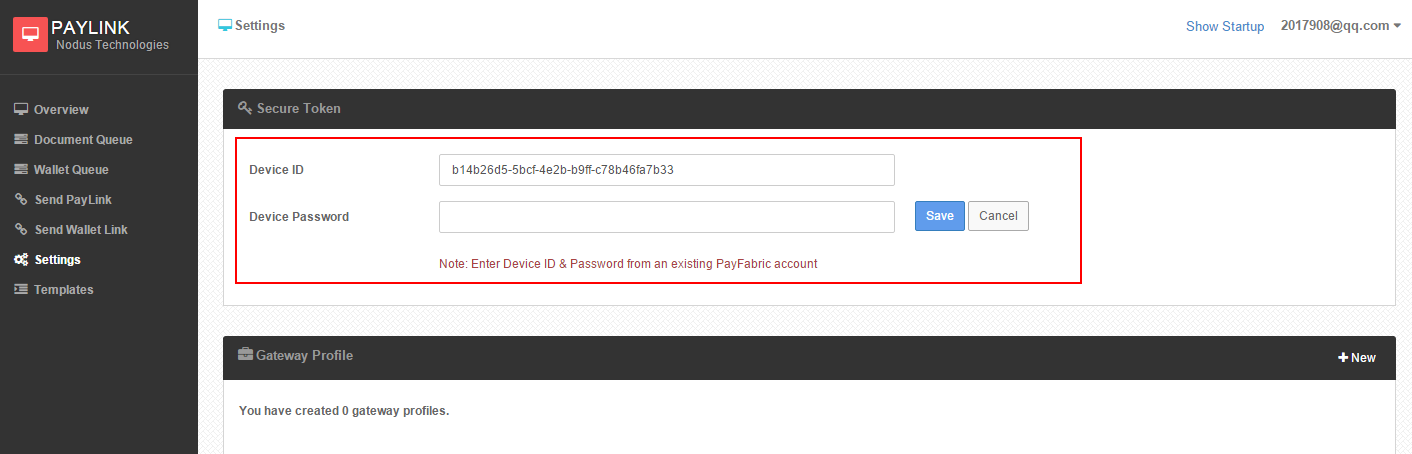 PAYLINK
Nodus Technologies
Settings
Show Startup
2017908@qq.com
Overview
Document Queue
Wallet Queue
Send PayLink
Send Wallet Link
Settings
Templates
Secure Token
Device ID
b14b26d5-5bcf-4e2b-b9ff-c78b46fa7b33
Device Password
Save
Cancel
Note: Enter Device ID & Password from an existing PayFabric account
Gateway Profile
New
You have created 0 gateway profiles.